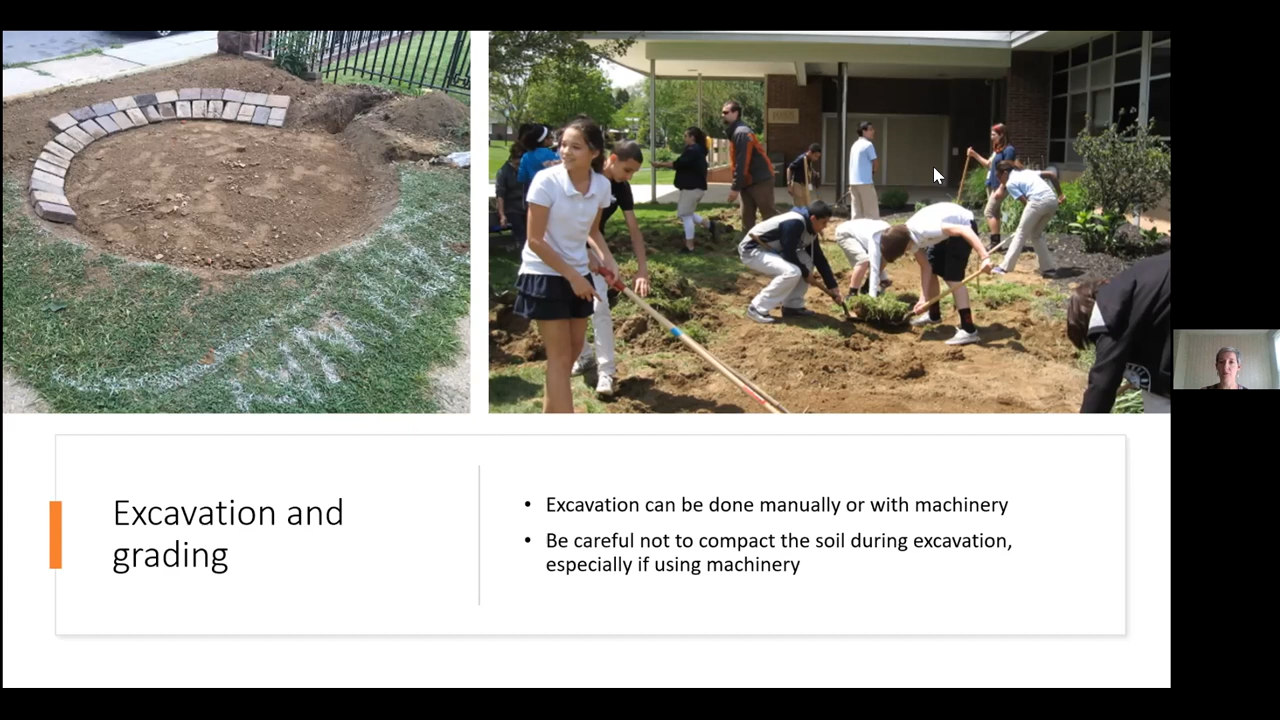 Excavation and
grading
• Excavation can be done manually or with machinery
• Be careful not to compact the soil during excavation,
especially if using machinery